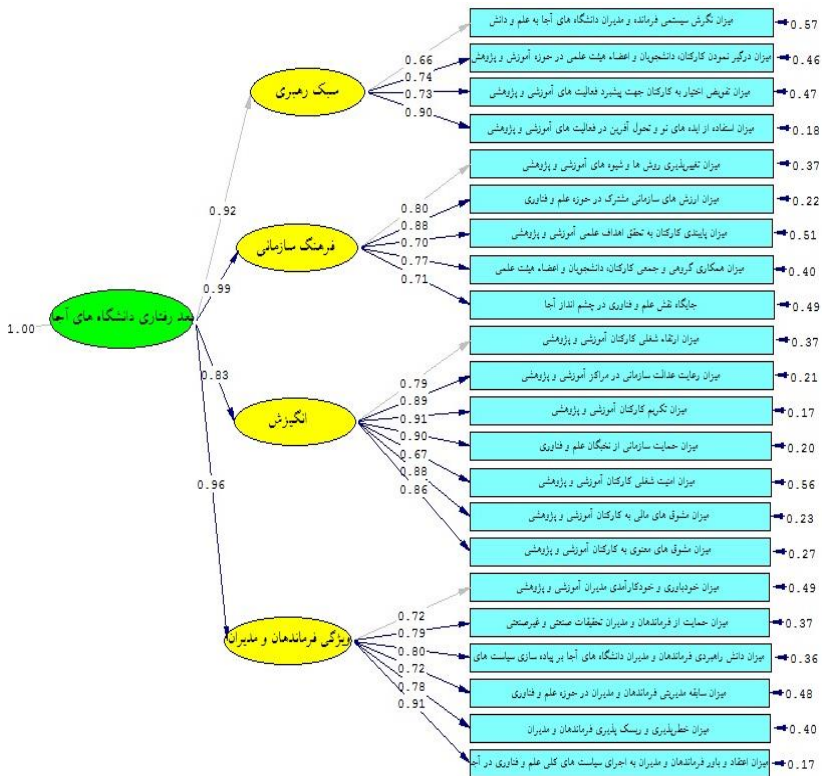 میزان نگرش سیستمی فرمانده و مدیران دانشگاه های آجا به علم و دانش
0.57
0.66
میزان درگیر نمودن کارکنان، دانشجویان و اعضاء هیئت علمی در حوزه آموزش و پژوهش
0.46
0.74
سبک رهبری
میزان تفویض اختیار به کارکنان جهت پیشبرد فعالیت های آموزشی و پژوهشی
0.47
0.73
میزان استفاده از ایده های نو و تحول آفرین در فعالیت های آموزشی و پژوهشی
0.18
0.90
میزان تغییرپذیری روش ها و شیوه های آموزشی و پژوهشی
0.37
0.80
0.92
میزان ارزش های سازمانی مشترک در حوزه علم و فناوری
0.22
0.88
فرهنگ سازمانی
میزان پایبندی کارکنان به تحقق اهداف علمی آموزشی و پژوهشی
0.51
0.70
میزان همکاری گروهی و جمعی کارکنان، دانشجویان و اعضاء هیئت علمی
0.40
0.77
0.99
جایگاه نقش علم و فناوری در چشم انداز آجا
0.49
0.71
بعد رفتاری دانشگاه های آجا
1.00
میزان ارتقاء شغلی کارکنان آموزشی و پژوهشی
0.37
0.79
0.83
میزان رعایت عدالت سازمانی در مراکز آموزشی و پژوهشی
0.21
0.89
میزان تکریم کارکنان آموزشی و پژوهشی
0.17
0.91
انگیزش
میزان حمایت سازمانی از نخبگان علم و فناوری
0.20
0.90
میزان امنیت شغلی کارکنان آموزشی و پژوهشی
0.56
0.67
0.96
میزان مشوق های مالی به کارکنان آموزشی و پژوهشی
0.23
0.88
میزان مشوق های معنوی به کارکنان آموزشی و پژوهشی
0.27
0.86
میزان خودباوری و خودکارآمدی مدیران آموزشی و پژوهشی
0.49
0.72
میزان حمایت از فرماندهان و مدیران تحقیقات صنعتی و غیرصنعتی
0.37
0.79
ویژگی فرماندهان و مدیران
میزان دانش راهبردی فرماندهان و مدیران دانشگاه های آجا بر پیاده سازی سیاست های
0.36
0.80
میزان سابقه مدیریتی فرماندهان و مدیران در حوزه علم و فناوری
0.48
0.72
میزان خطرپذیری و ریسک پذیری فرماندهان و مدیران
0.40
0.78
میزان اعتقاد و باور فرماندهان و مدیران به اجرای سیاست های کلی علم و فناوری در آجا
0.17
0.91